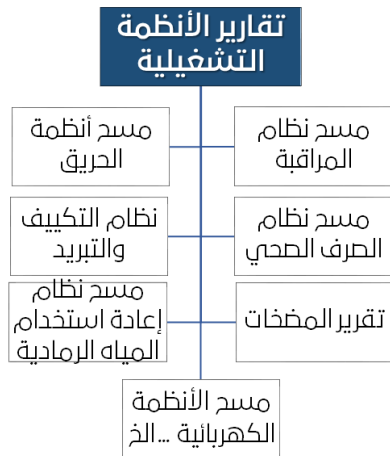 تقارير الأنظمة
التشغيلية
مسح نظام
المراقبة
مسح أنظمة
الحريق
مسح نظام
الصرف الصحي
نظام التكييف
والتبريد
تقرير المضخات
مسح نظام
إعادة استخدام
المياه الرمادية
مسح الأنظمة
الكهربائية ...الخ